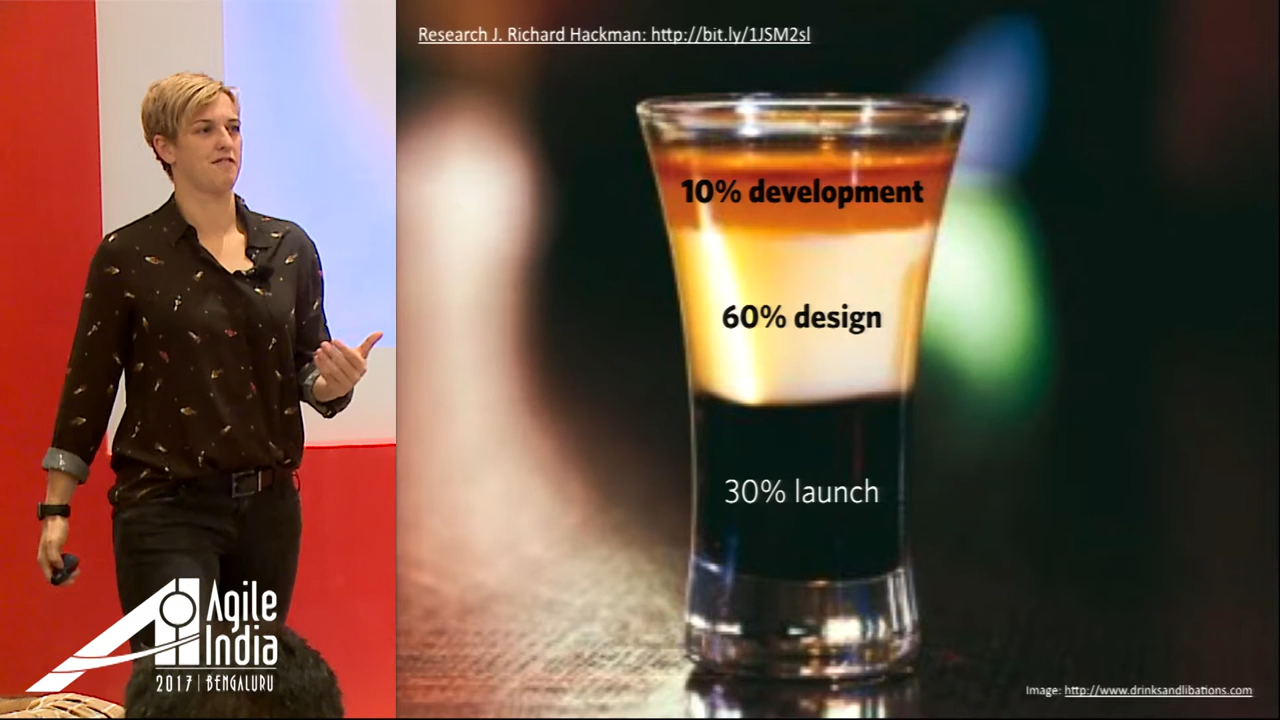 Research J. Richard Hackman: http://bit.ly/1JSM2sl
10% development
60% design
30% launch
Agile
India
2017 | BENGALURU
Image: http://www.drinksandlibations.com